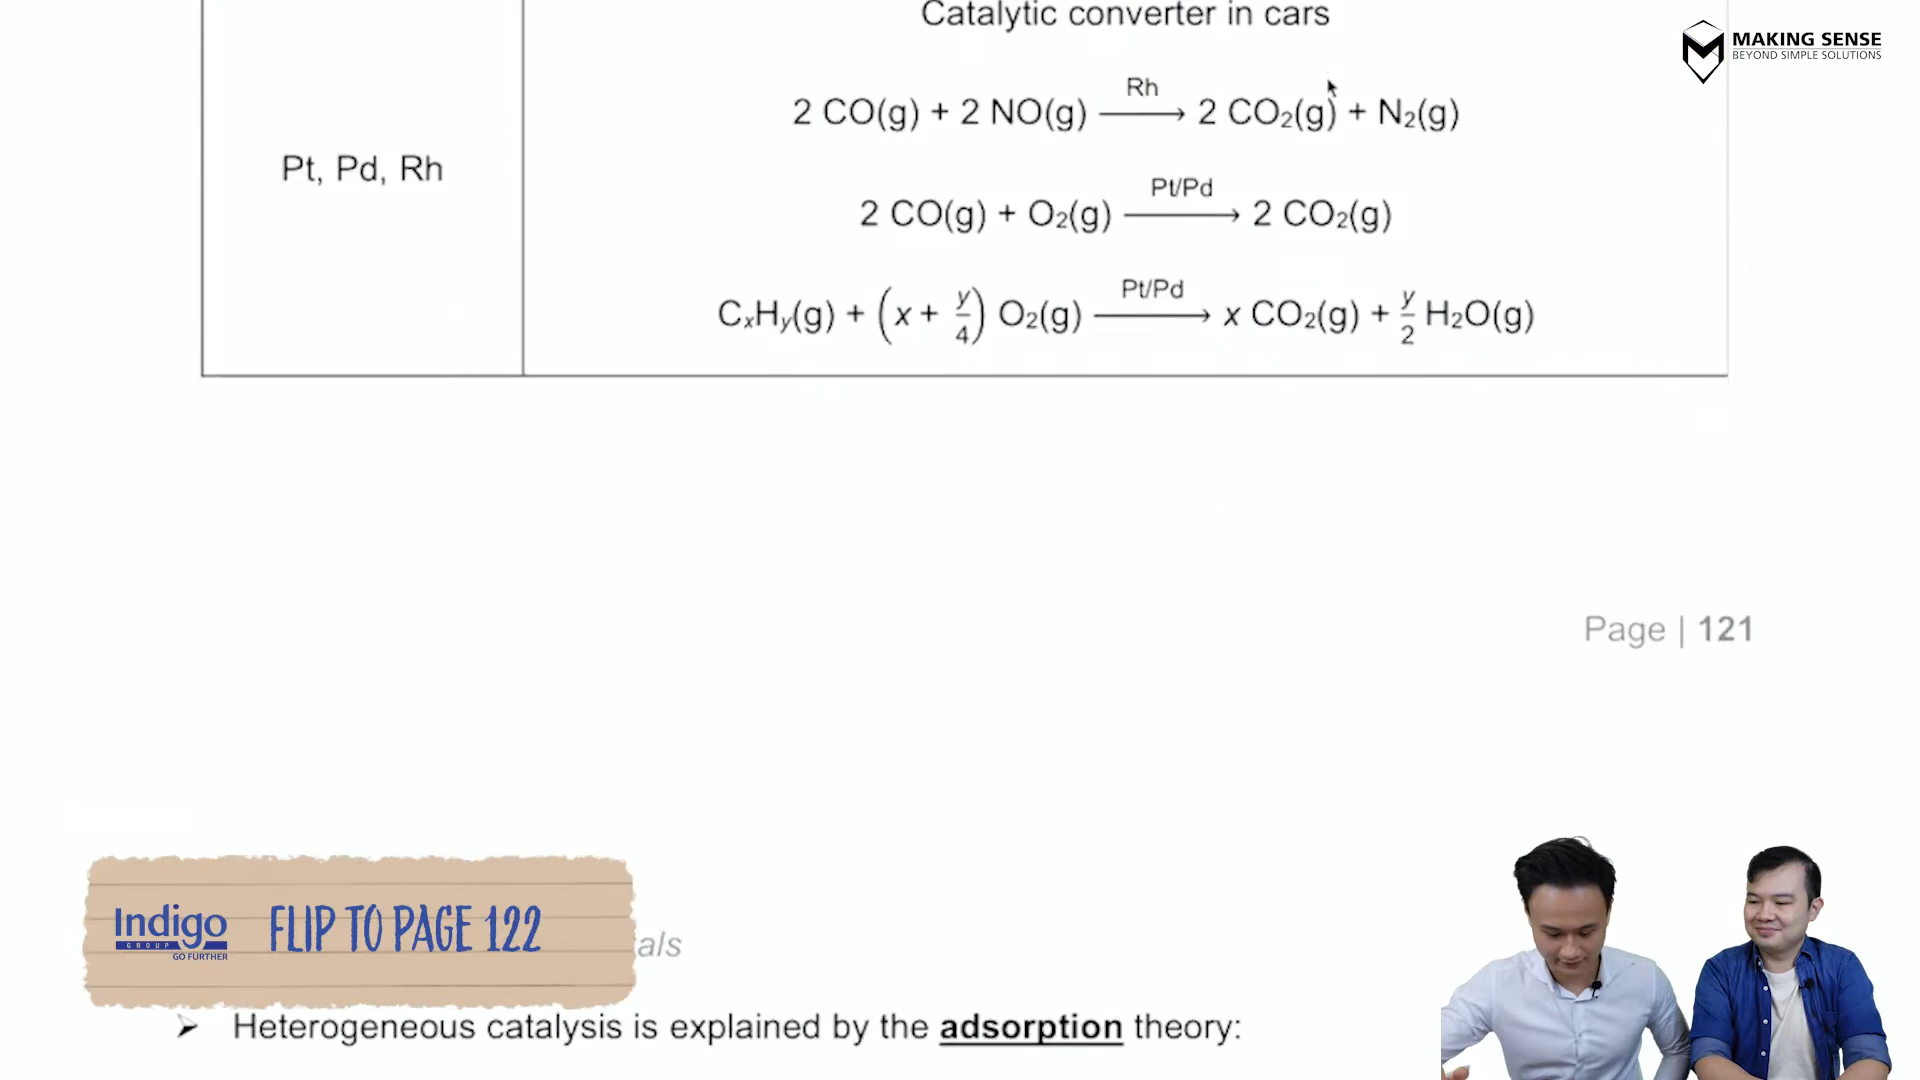 Catalytic converter in cars
MAKING SENSE
BEYOND SIMPLE SOLUTIONS
Rh
2 CO(g) + 2 NO(g) ⟶ 2 CO₂(g) + N₂(g)
Pt, Pd, Rh
Pt/Pd
2 CO(g) + O₂(g) ⟶ 2 CO₂(g)
Pt/Pd
CxHy(g) + (x + y/4) O₂(g) ⟶ x CO₂(g) + y/2 H₂O(g)
Page | 121
Indigo
GROUP
GO FURTHER
FLIP TO PAGE 122
als
➢ Heterogeneous catalysis is explained by the adsorption theory: